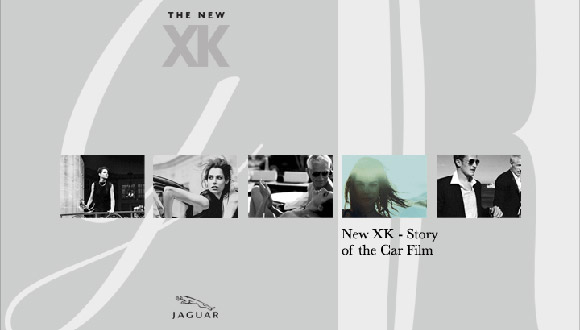 THE NEW
XK
New XK - Story
of the Car Film
JAGUAR